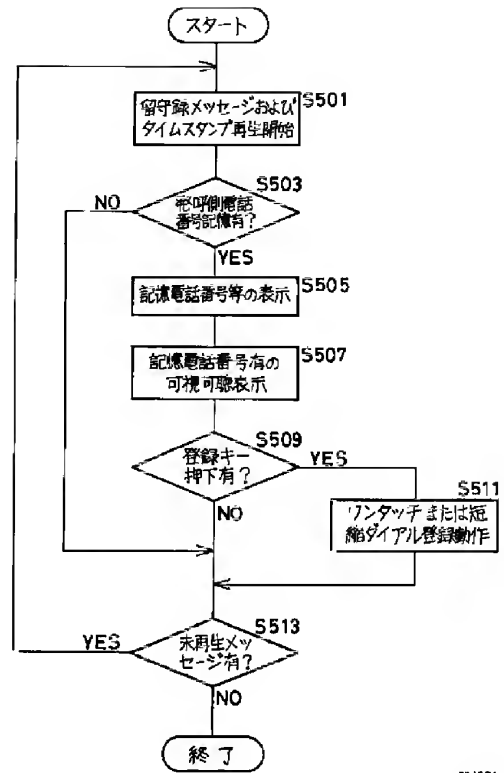 スタート
留守録メッセージおよび
タイムスタンプ再生開始
S501
S503
NO
発呼側電話
番号記憶有?
YES
記憶電話番号等の表示
S505
記憶電話番号有の
可視可聴表示
S507
S509
登録キー
押下有?
YES
NO
S511
ワンタッチまたは短
縮ダイアル登録動作
S513
YES
未再生メッ
セージ有?
NO
終了